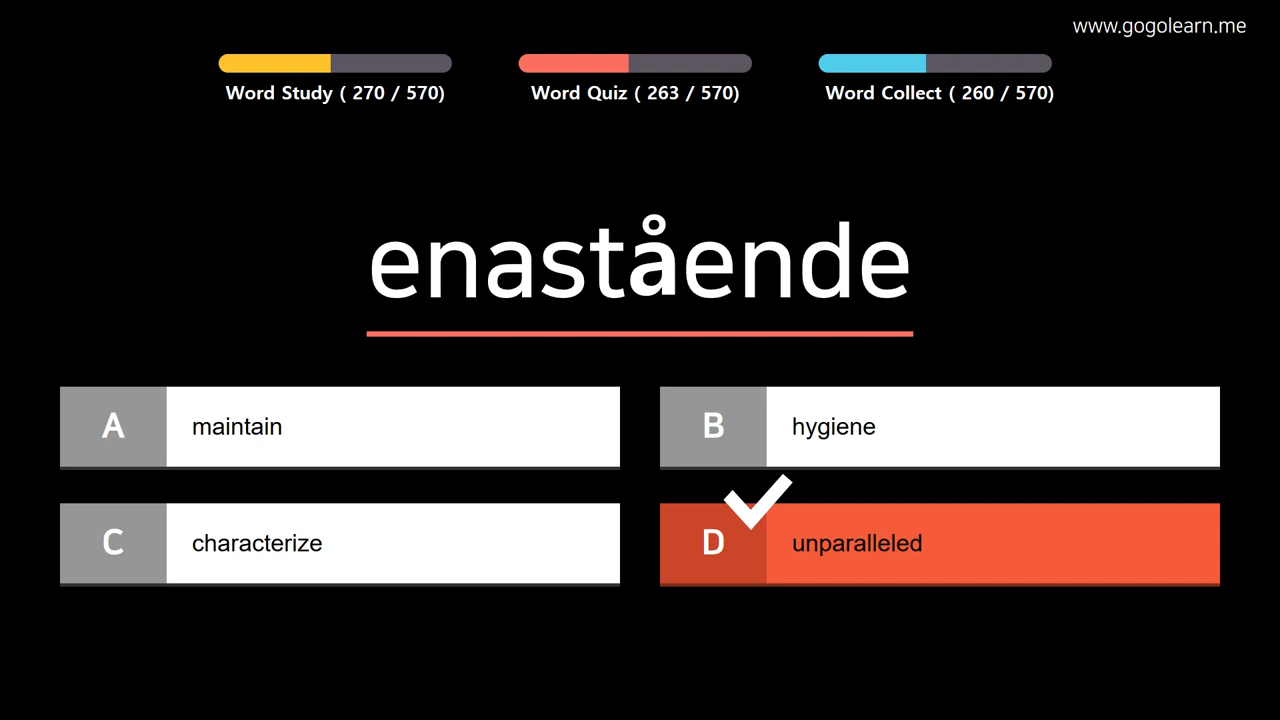 www.gogolearn.me
Word Study ( 270 / 570)
Word Quiz ( 263 / 570)
Word Collect ( 260 / 570)
enastående
A maintain
B hygiene
C characterize
D unparalleled